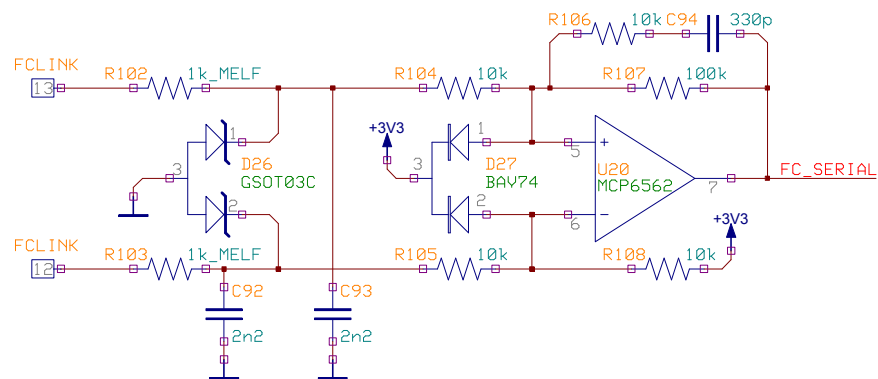 R106 10k C94 330p
FCLINK
13 R102 1k_MELF R104 10k R107 100k
+3V3
1 1 5 +
3 D26 3 D27 U20 FC_SERIAL
GSOT03C BAV74 MCP6562 7
2 2 6 −
+3V3
FCLINK
12 R103 1k_MELF R105 10k R108 10k
C92 C93
2n2 2n2